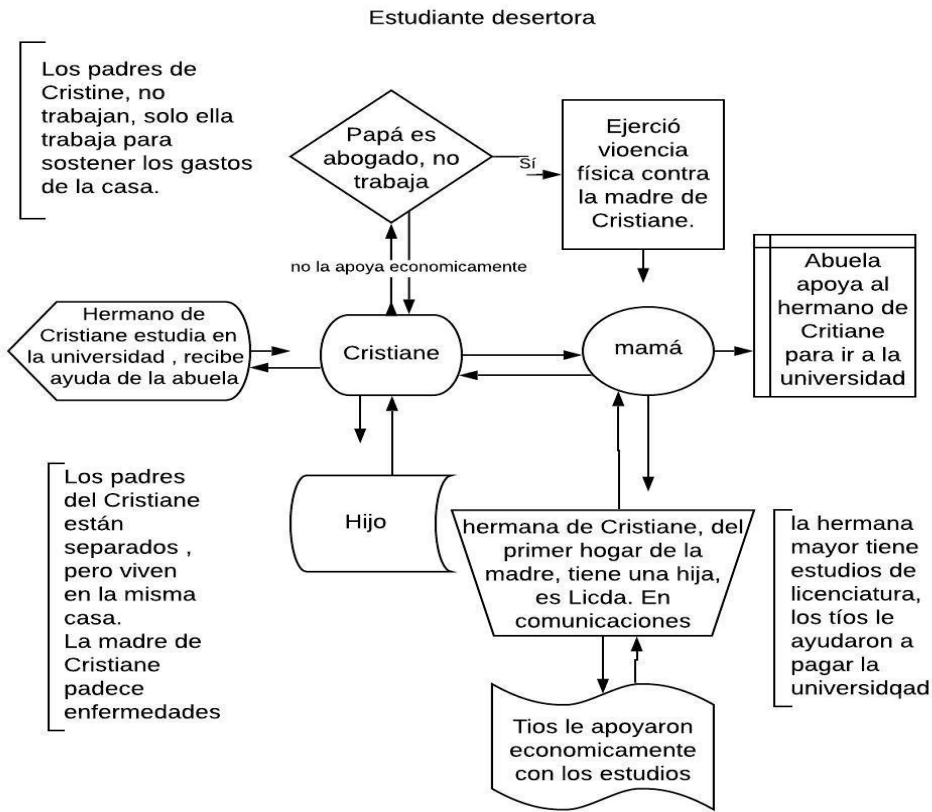 Estudiante desertora
Los padres de
Cristine, no
trabajan, solo ella
trabaja para
sostener los gastos
de la casa.
Papá es
abogado, no
trabaja
Sí
Ejerció
vioencia
física contra
la madre de
Cristiane.
no la apoya economicamente
Abuela
apoya al
hermano de
Critiane
para ir a la
universidad
Hermano de
Cristiane estudia en
la universidad , recibe
ayuda de la abuela
Cristiane
mamá
Los padres
del Cristiane
están
separados ,
pero viven
en la misma
casa.
La madre de
Cristiane
padece
enfermedades
Hijo
hermana de Cristiane, del
primer hogar de la
madre, tiene una hija,
es Licda. En
comunicaciones
la hermana
mayor tiene
estudios de
licenciatura,
los tíos le
ayudaron a
pagar la
universidqad
Tios le apoyaron
economicamente
con los estudios